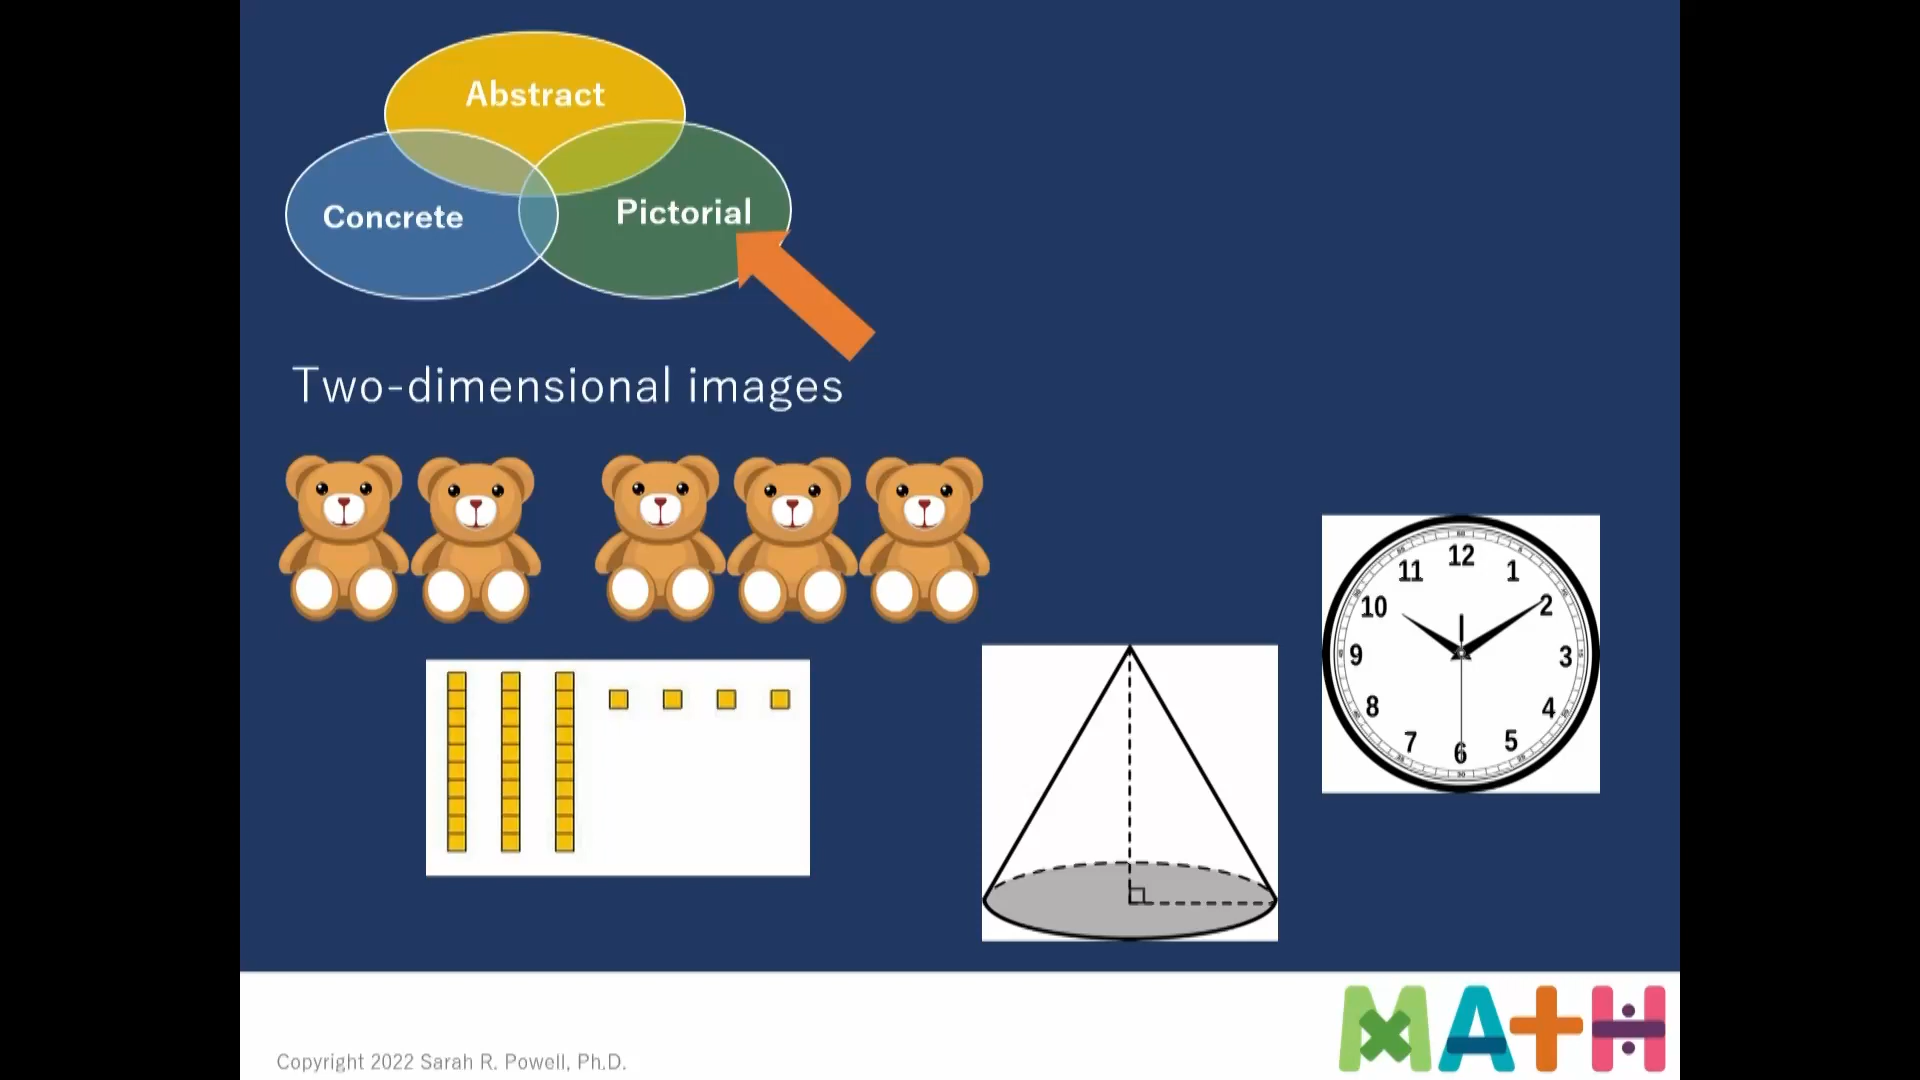 Abstract
Concrete
Pictorial
Two-dimensional images
12
11
1
10
2
9
3
8
4
7
5
6
MATH
Copyright 2022 Sarah R. Powell, Ph.D.